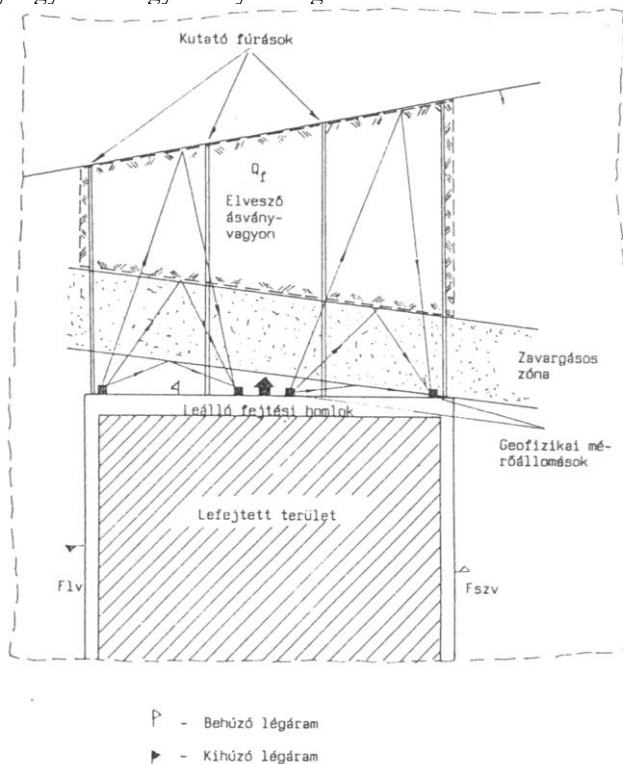 Kutató fúrások
Qf
Elvesző
ásvány-
vagyon
Zavargásos
zóna
Leálló fejtési homlok
Geofizikai mé-
rőállomások
Lefejtett terület
Flv
Fszv
- Behúzó légáram
- Kihúzó légáram